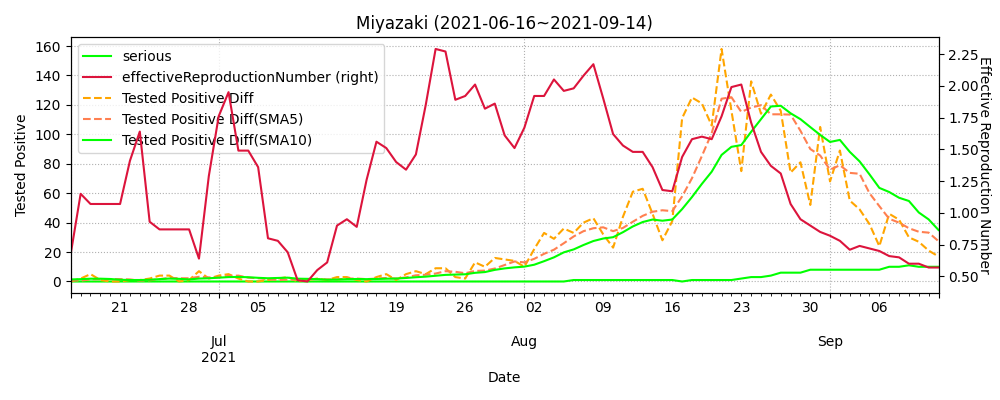 Miyazaki (2021-06-16~2021-09-14)
serious
effectiveReproductionNumber (right)
Tested Positive Diff
Tested Positive Diff(SMA5)
Tested Positive Diff(SMA10)
Tested Positive
160
140
120
100
80
60
40
20
0
2.25
2.00
1.75
1.50
1.25
1.00
0.75
0.50
Effective Reproduction Number
21 28 05 12 19 26 02 09 16 23 30 06
Jul Aug Sep
2021
Date